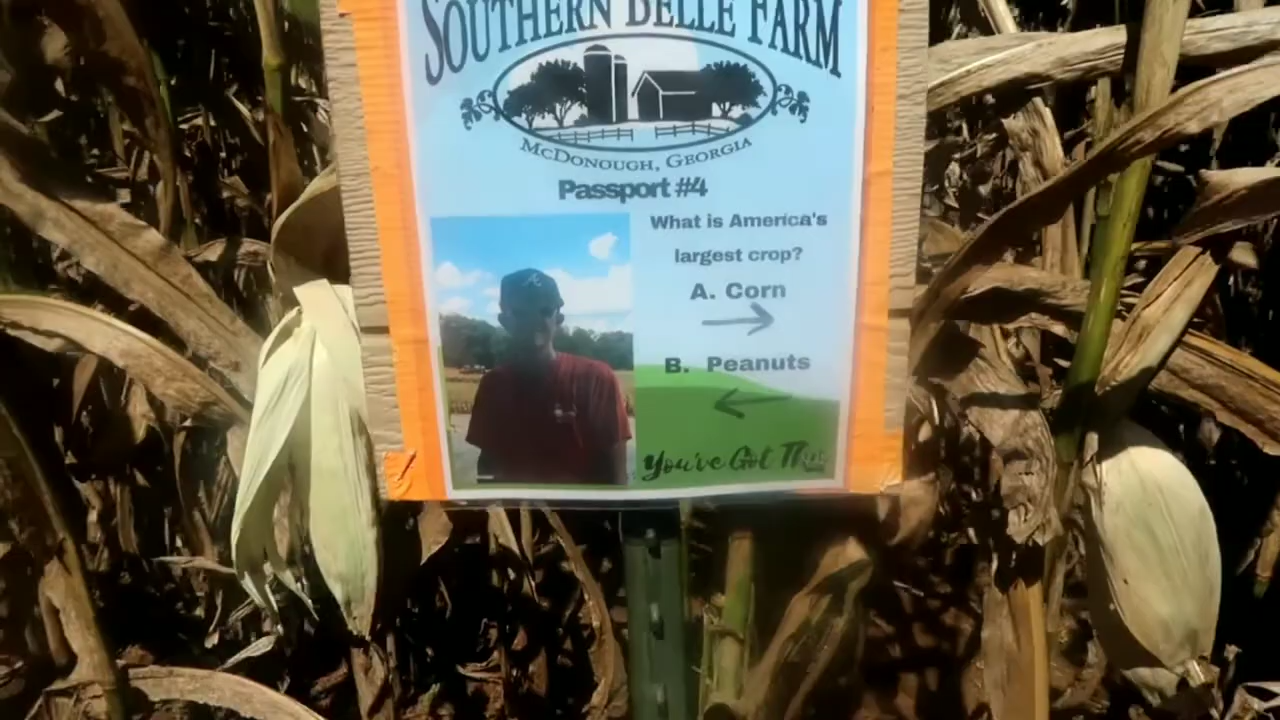 SOUTHERN BELLE FARM
MCDONOUGH, GEORGIA
Passport #4
What is America's
largest crop?
A. Corn
B. Peanuts
You've Got This